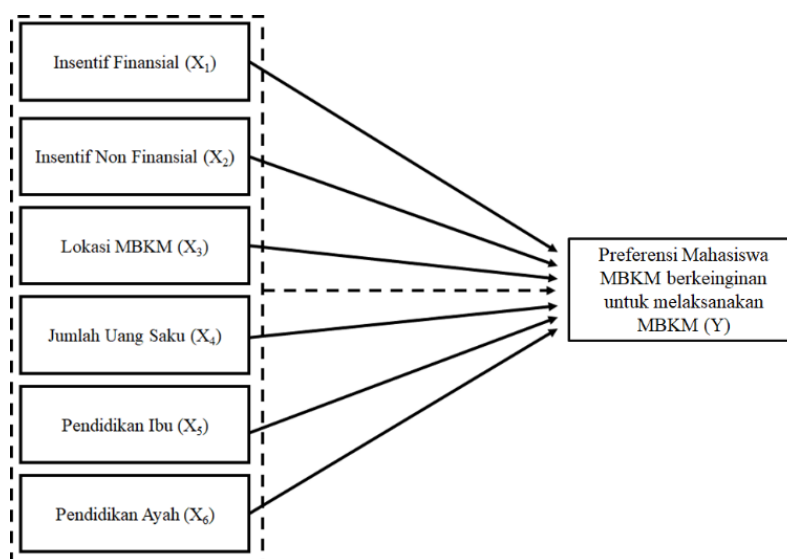 Insentif Finansial (X₁)
Insentif Non Finansial (X₂)
Lokasi MBKM (X₃)
Jumlah Uang Saku (X₄)
Pendidikan Ibu (X₅)
Pendidikan Ayah (X₆)
Preferensi Mahasiswa
MBKM berkeinginan
untuk melaksanakan
MBKM (Y)